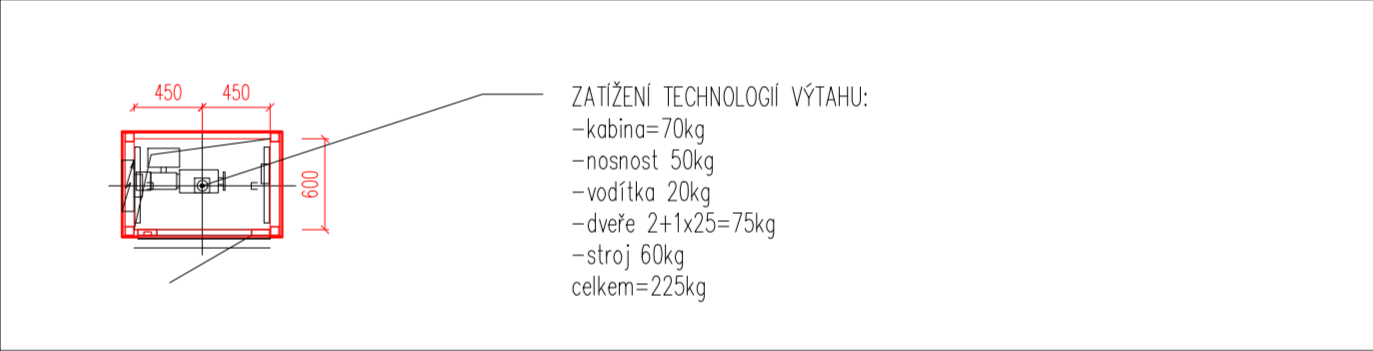 450 450
600
ZATÍŽENÍ TECHNOLOGIÍ VÝTAHU:
-kabina=70kg
-nosnost 50kg
-vodítka 20kg
-dveře 2+1x25=75kg
-stroj 60kg
celkem=225kg